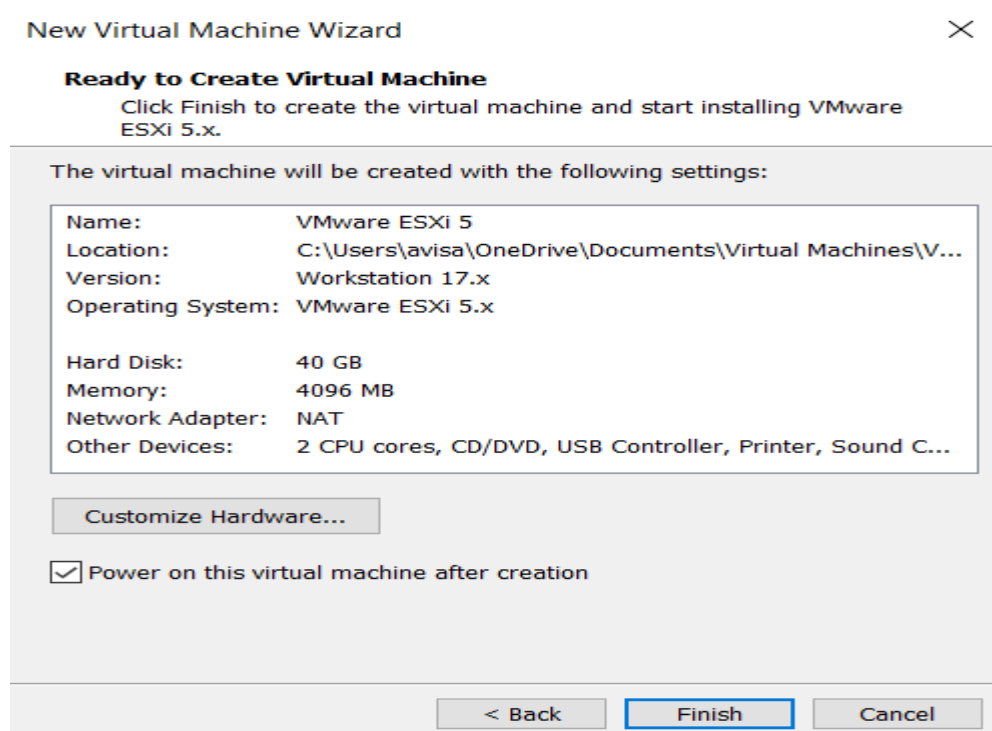 New Virtual Machine Wizard
Ready to Create Virtual Machine
Click Finish to create the virtual machine and start installing VMware
ESXi 5.x.
The virtual machine will be created with the following settings:
Name: VMware ESXi 5
Location: C:\Users\avisa\OneDrive\Documents\Virtual Machines\V...
Version: Workstation 17.x
Operating System: VMware ESXi 5.x
Hard Disk: 40 GB
Memory: 4096 MB
Network Adapter: NAT
Other Devices: 2 CPU cores, CD/DVD, USB Controller, Printer, Sound C...
Customize Hardware...
Power on this virtual machine after creation
< Back Finish Cancel